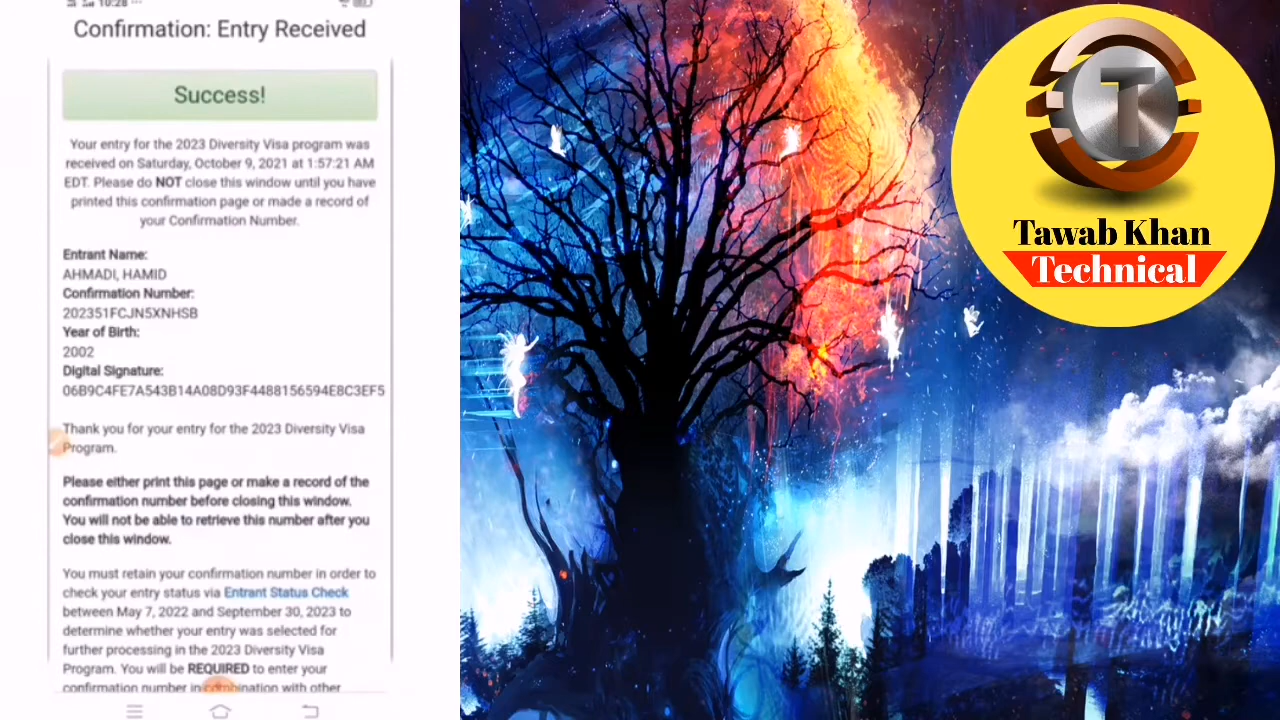 10:28
Confirmation: Entry Received
Success!
Your entry for the 2023 Diversity Visa program was
received on Saturday, October 9, 2021 at 1:57:21 AM
EDT. Please do NOT close this window until you have
printed this confirmation page or made a record of
your Confirmation Number.
Entrant Name:
AHMADI, HAMID
Confirmation Number:
202351FCJN5XNHSB
Year of Birth:
2002
Digital Signature:
06B9C4FE7A543B14A08D93F4488156594E8C3EF5
Thank you for your entry for the 2023 Diversity Visa
Program.
Please either print this page or make a record of the
confirmation number before closing this window.
You will not be able to retrieve this number after you
close this window.
You must retain your confirmation number in order to
check your entry status via Entrant Status Check
between May 7, 2022 and September 30, 2023 to
determine whether your entry was selected for
further processing in the 2023 Diversity Visa
Program. You will be REQUIRED to enter your
confirmation number in combination with other
T
Tawab Khan
Technical